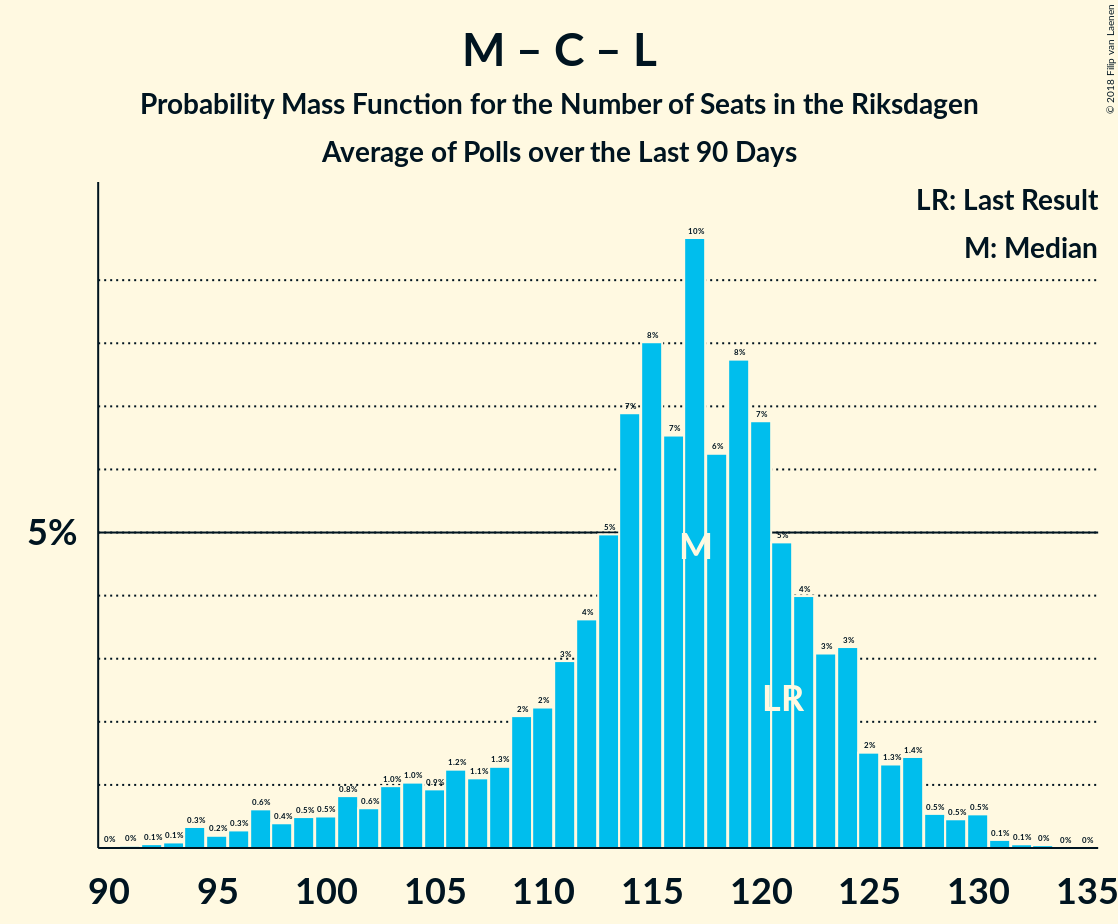 M – C – L
Probability Mass Function for the Number of Seats in the Riksdagen
Average of Polls over the Last 90 Days
© 2018 Filip van Laenen
LR: Last Result
M: Median
5%
0% 0% 0.1% 0.1% 0.3% 0.2% 0.3% 0.6% 0.4% 0.5% 0.5% 0.8% 0.6% 1.0% 1.0% 0.9% 1.2% 1.1% 1.3% 2% 2% 3% 4% 5% 7% 8% 7% 10% 6% 8% 7% 5% 4% 3% 3% 2% 1.3% 1.4% 0.5% 0.5% 0.5% 0.1% 0.1% 0% 0% 0%
M
LR
90 95 100 105 110 115 120 125 130 135